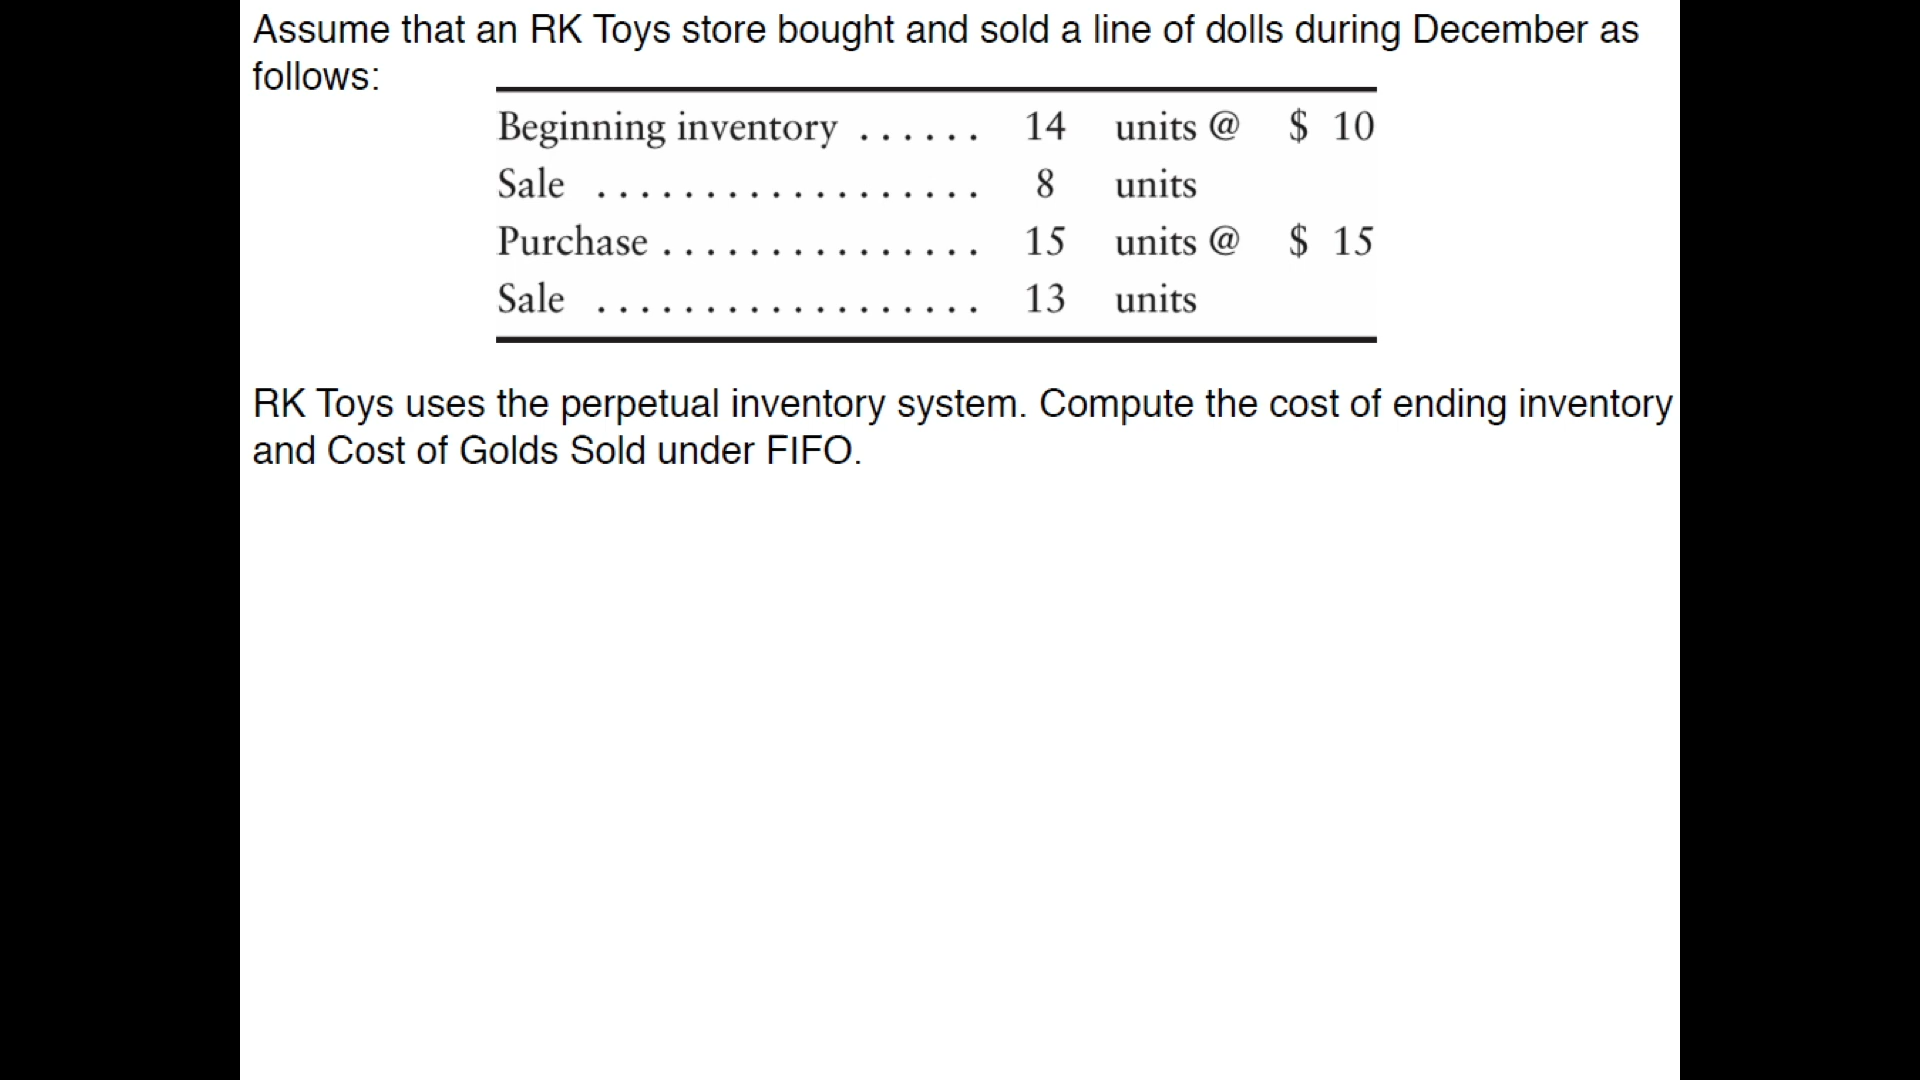 Assume that an RK Toys store bought and sold a line of dolls during December as
follows:
Beginning inventory ...... 14 units @ $ 10
Sale .................. 8 units
Purchase ............... 15 units @ $ 15
Sale .................. 13 units
RK Toys uses the perpetual inventory system. Compute the cost of ending inventory
and Cost of Golds Sold under FIFO.